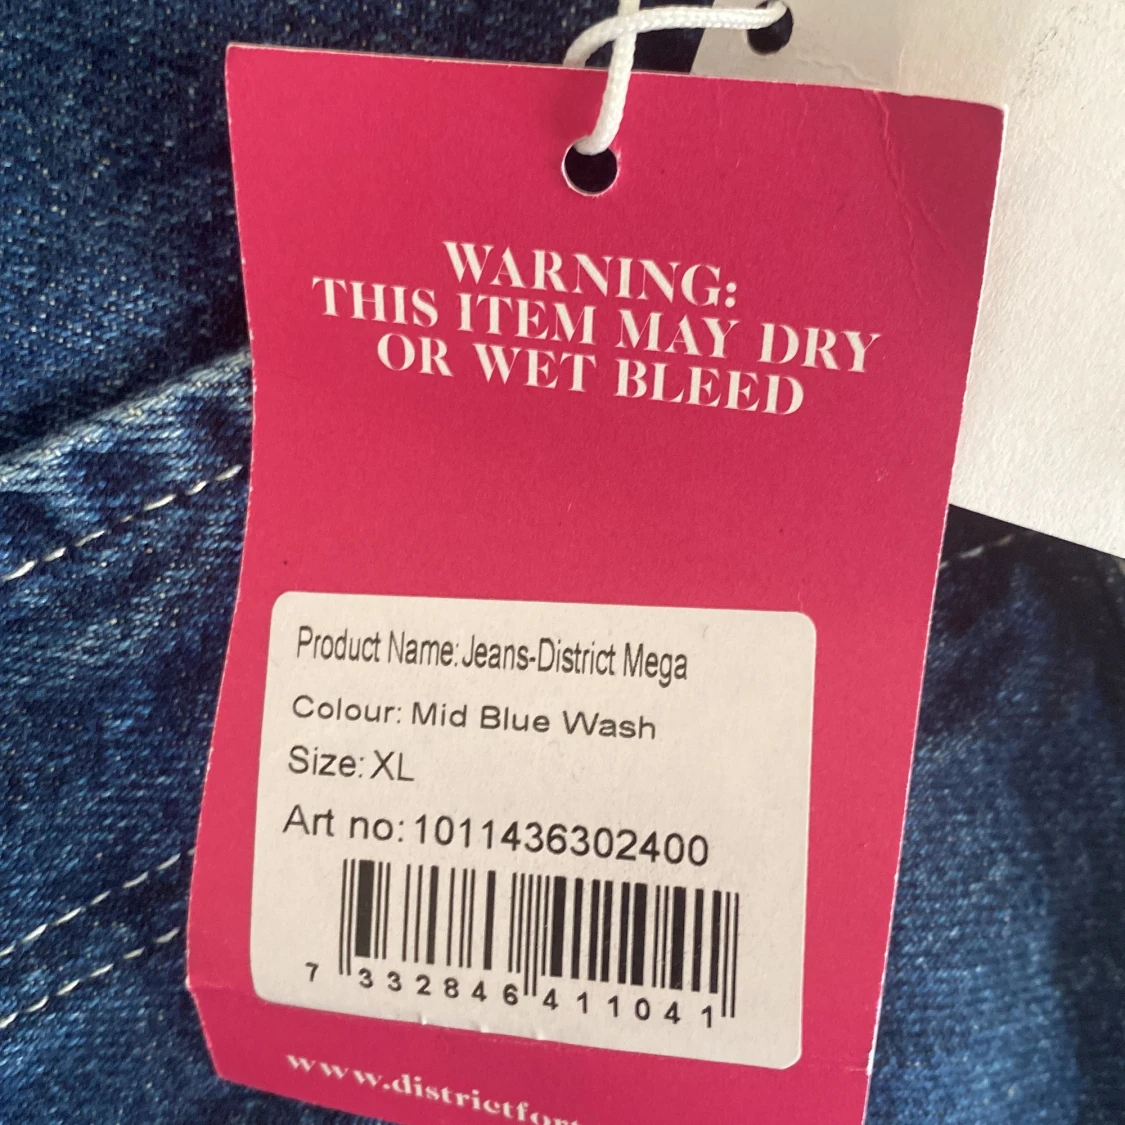 WARNING:
THIS ITEM MAY DRY
OR WET BLEED
Product Name: Jeans-District Mega
Colour: Mid Blue Wash
Size: XL
Art no: 1011436302400
7 332846 411041